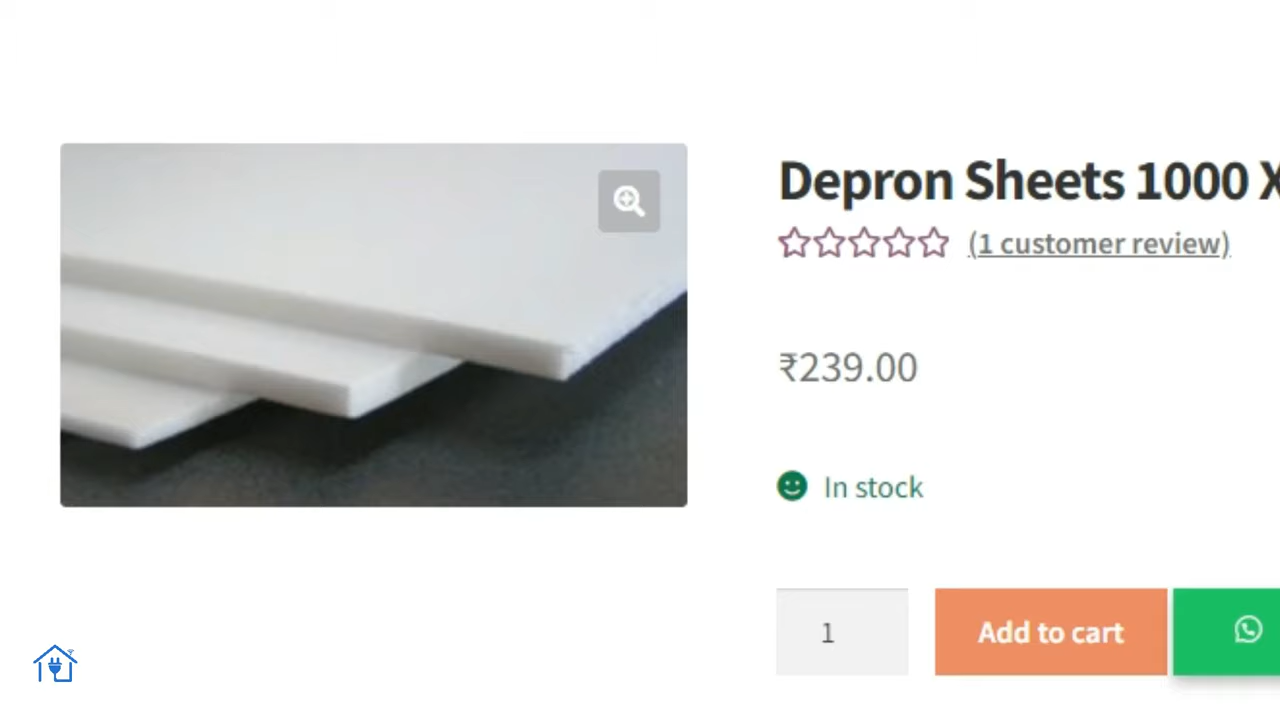 Depron Sheets 1000 X
(1 customer review)
₹239.00
In stock
1
Add to cart